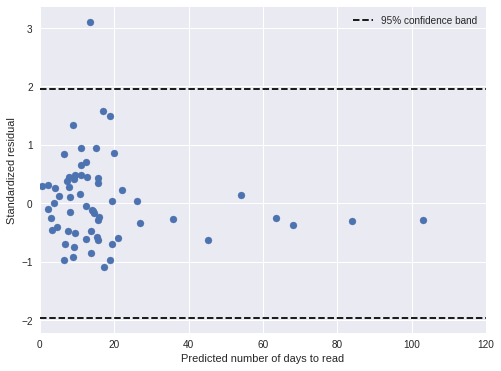 3
2
1
0
−1
−2
0 20 40 60 80 100 120
Standardized residual
Predicted number of days to read
95% confidence band